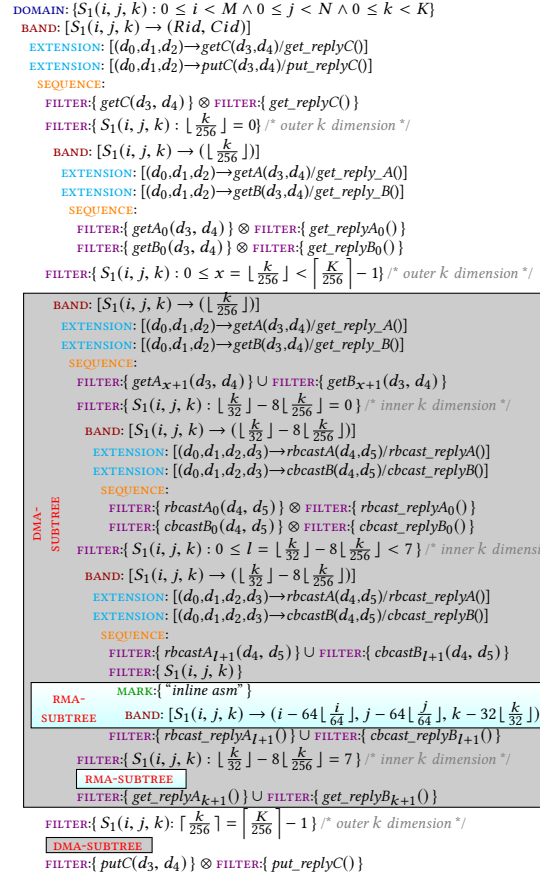 DOMAIN: {S₁(i, j, k) : 0 ≤ i < M ∧ 0 ≤ j < N ∧ 0 ≤ k < K}
BAND: [S₁(i, j, k) → (Rid, Cid)]
EXTENSION: [(d₀,d₁,d₂)→getC(d₃,d₄)/get_replyC()]
EXTENSION: [(d₀,d₁,d₂)→putC(d₃,d₄)/put_replyC()]
SEQUENCE:
FILTER:{ getC(d₃, d₄) } ⊗ FILTER:{ get_replyC() }
FILTER:{ S₁(i, j, k) : ⌊k/256⌋ = 0} /* outer k dimension */
BAND: [S₁(i, j, k) → (⌊k/256⌋)]
EXTENSION: [(d₀,d₁,d₂)→getA(d₃,d₄)/get_reply_A()]
EXTENSION: [(d₀,d₁,d₂)→getB(d₃,d₄)/get_reply_B()]
SEQUENCE:
FILTER:{ getA₀(d₃, d₄) } ⊗ FILTER:{ get_replyA₀() }
FILTER:{ getB₀(d₃, d₄) } ⊗ FILTER:{ get_replyB₀() }
FILTER:{ S₁(i, j, k) : 0 ≤ x = ⌊k/256⌋ < ⌈K/256⌉ − 1} /* outer k dimension */
BAND: [S₁(i, j, k) → (⌊k/256⌋)]
EXTENSION: [(d₀,d₁,d₂)→getA(d₃,d₄)/get_reply_A()]
EXTENSION: [(d₀,d₁,d₂)→getB(d₃,d₄)/get_reply_B()]
SEQUENCE:
FILTER:{ getAₓ₊₁(d₃, d₄) } ∪ FILTER:{ getBₓ₊₁(d₃, d₄) }
FILTER:{ S₁(i, j, k) : ⌊k/32⌋ − 8⌊k/256⌋ = 0 } /* inner k dimension */
BAND: [S₁(i, j, k) → (⌊k/32⌋ − 8⌊k/256⌋)]
EXTENSION: [(d₀,d₁,d₂,d₃)→rbcastA(d₄,d₅)/rbcast_replyA()]
EXTENSION: [(d₀,d₁,d₂,d₃)→cbcastB(d₄,d₅)/cbcast_replyB()]
SEQUENCE:
FILTER:{ rbcastA₀(d₄, d₅) } ⊗ FILTER:{ rbcast_replyA₀() }
FILTER:{ cbcastB₀(d₄, d₅) } ⊗ FILTER:{ cbcast_replyB₀() }
DMA-
SUBTREE
FILTER:{ S₁(i, j, k) : 0 ≤ l = ⌊k/32⌋ − 8⌊k/256⌋ < 7 } /* inner k dimensi
BAND: [S₁(i, j, k) → (⌊k/32⌋ − 8⌊k/256⌋)]
EXTENSION: [(d₀,d₁,d₂,d₃)→rbcastA(d₄,d₅)/rbcast_replyA()]
EXTENSION: [(d₀,d₁,d₂,d₃)→cbcastB(d₄,d₅)/cbcast_replyB()]
SEQUENCE:
FILTER:{ rbcastA_{l+1}(d₄, d₅) } ∪ FILTER:{ cbcastB_{l+1}(d₄, d₅) }
FILTER:{ S₁(i, j, k) }
MARK:{ "inline asm" }
RMA-
SUBTREE
BAND: [S₁(i, j, k) → (i − 64⌊i/64⌋, j − 64⌊j/64⌋, k − 32⌊k/32⌋)
FILTER:{ rbcast_replyA_{l+1}() } ∪ FILTER:{ cbcast_replyB_{l+1}() }
FILTER:{ S₁(i, j, k) : ⌊k/32⌋ − 8⌊k/256⌋ = 7 } /* inner k dimension */
RMA-SUBTREE
FILTER:{ get_replyA_{k+1}() } ∪ FILTER:{ get_replyB_{k+1}() }
FILTER:{ S₁(i, j, k): ⌈k/256⌉ = ⌈K/256⌉ − 1 } /* outer k dimension */
DMA-SUBTREE
FILTER:{ putC(d₃, d₄) } ⊗ FILTER:{ put_replyC() }